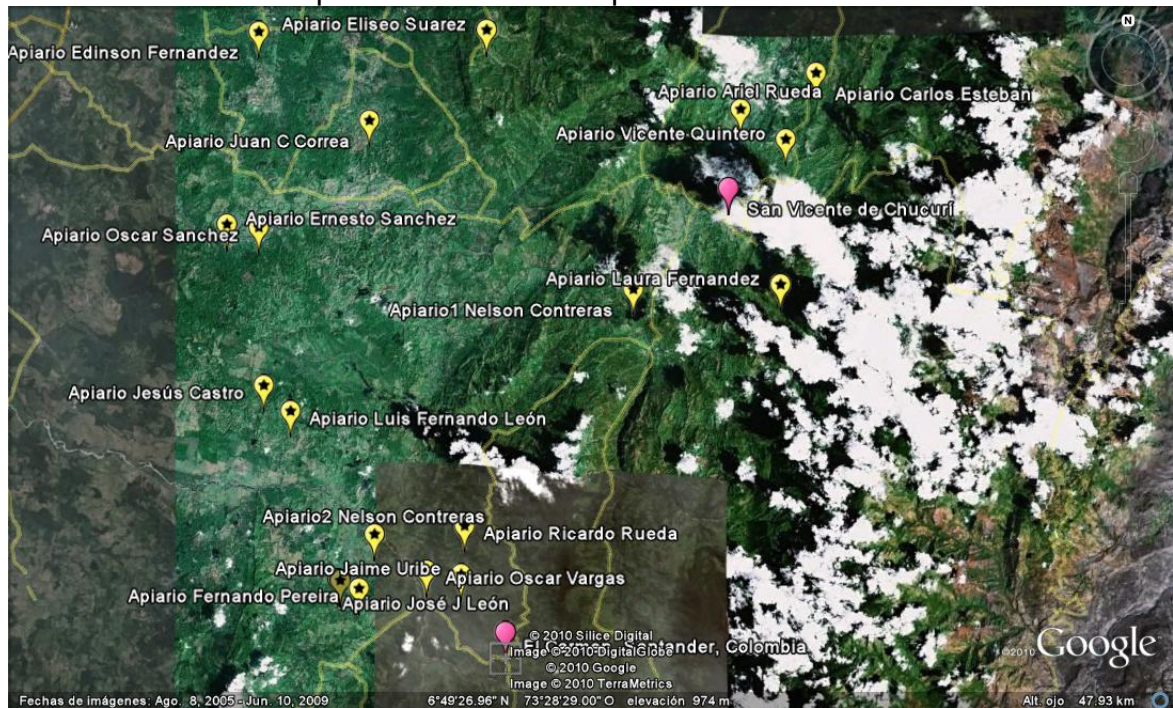 N
Apiario Eliseo Suarez
Apiario Edinson Fernandez
Apiario Ariel Rueda
Apiario Carlos Esteban
Apiario Juan C Correa
Apiario Vicente Quintero
San Vicente de Chucurí
Apiario Ernesto Sanchez
Apiario Oscar Sanchez
Apiario Laura Fernandez
Apiario1 Nelson Contreras
Apiario Jesús Castro
Apiario Luis Fernando León
Apiario2 Nelson Contreras
Apiario Ricardo Rueda
Apiario Jaime Uribe
Apiario Oscar Vargas
Apiario Fernando Pereira
Apiario José J León
© 2010 Silice Digital
El Carmen, Santander, Colombia
Image © 2010 DigitalGlobe
© 2010 Google
Image © 2010 TerraMetrics
©2010 Google
Fechas de imágenes: Ago. 8, 2005 - Jun. 10, 2009
6°49'26.96" N 73°28'29.00" O elevación 974 m
Alt. ojo 47.93 km